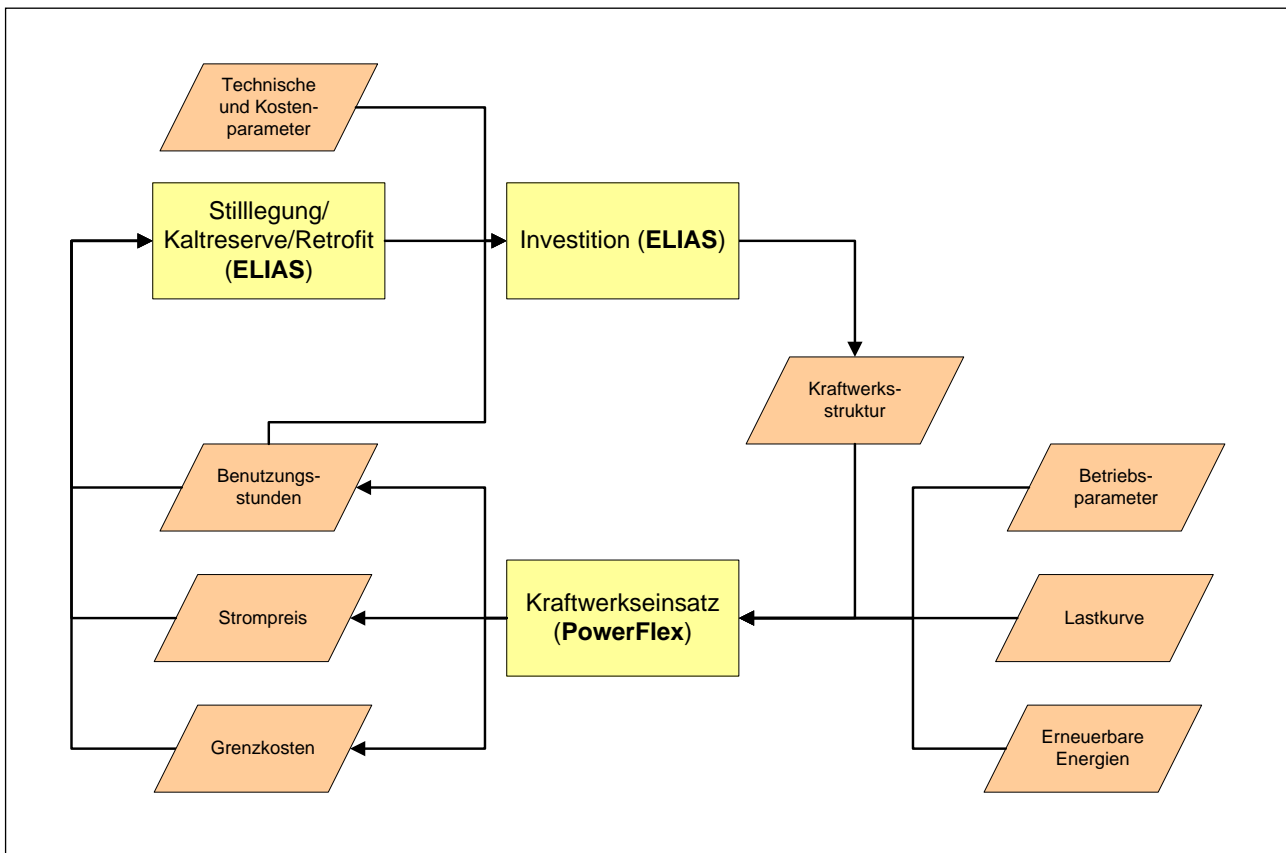 Technische
und Kosten-
parameter
Stilllegung/
Kaltreserve/Retrofit
(ELIAS)
Investition (ELIAS)
Kraftwerks-
struktur
Benutzungs-
stunden
Betriebs-
parameter
Strompreis
Kraftwerkseinsatz
(PowerFlex)
Lastkurve
Grenzkosten
Erneuerbare
Energien